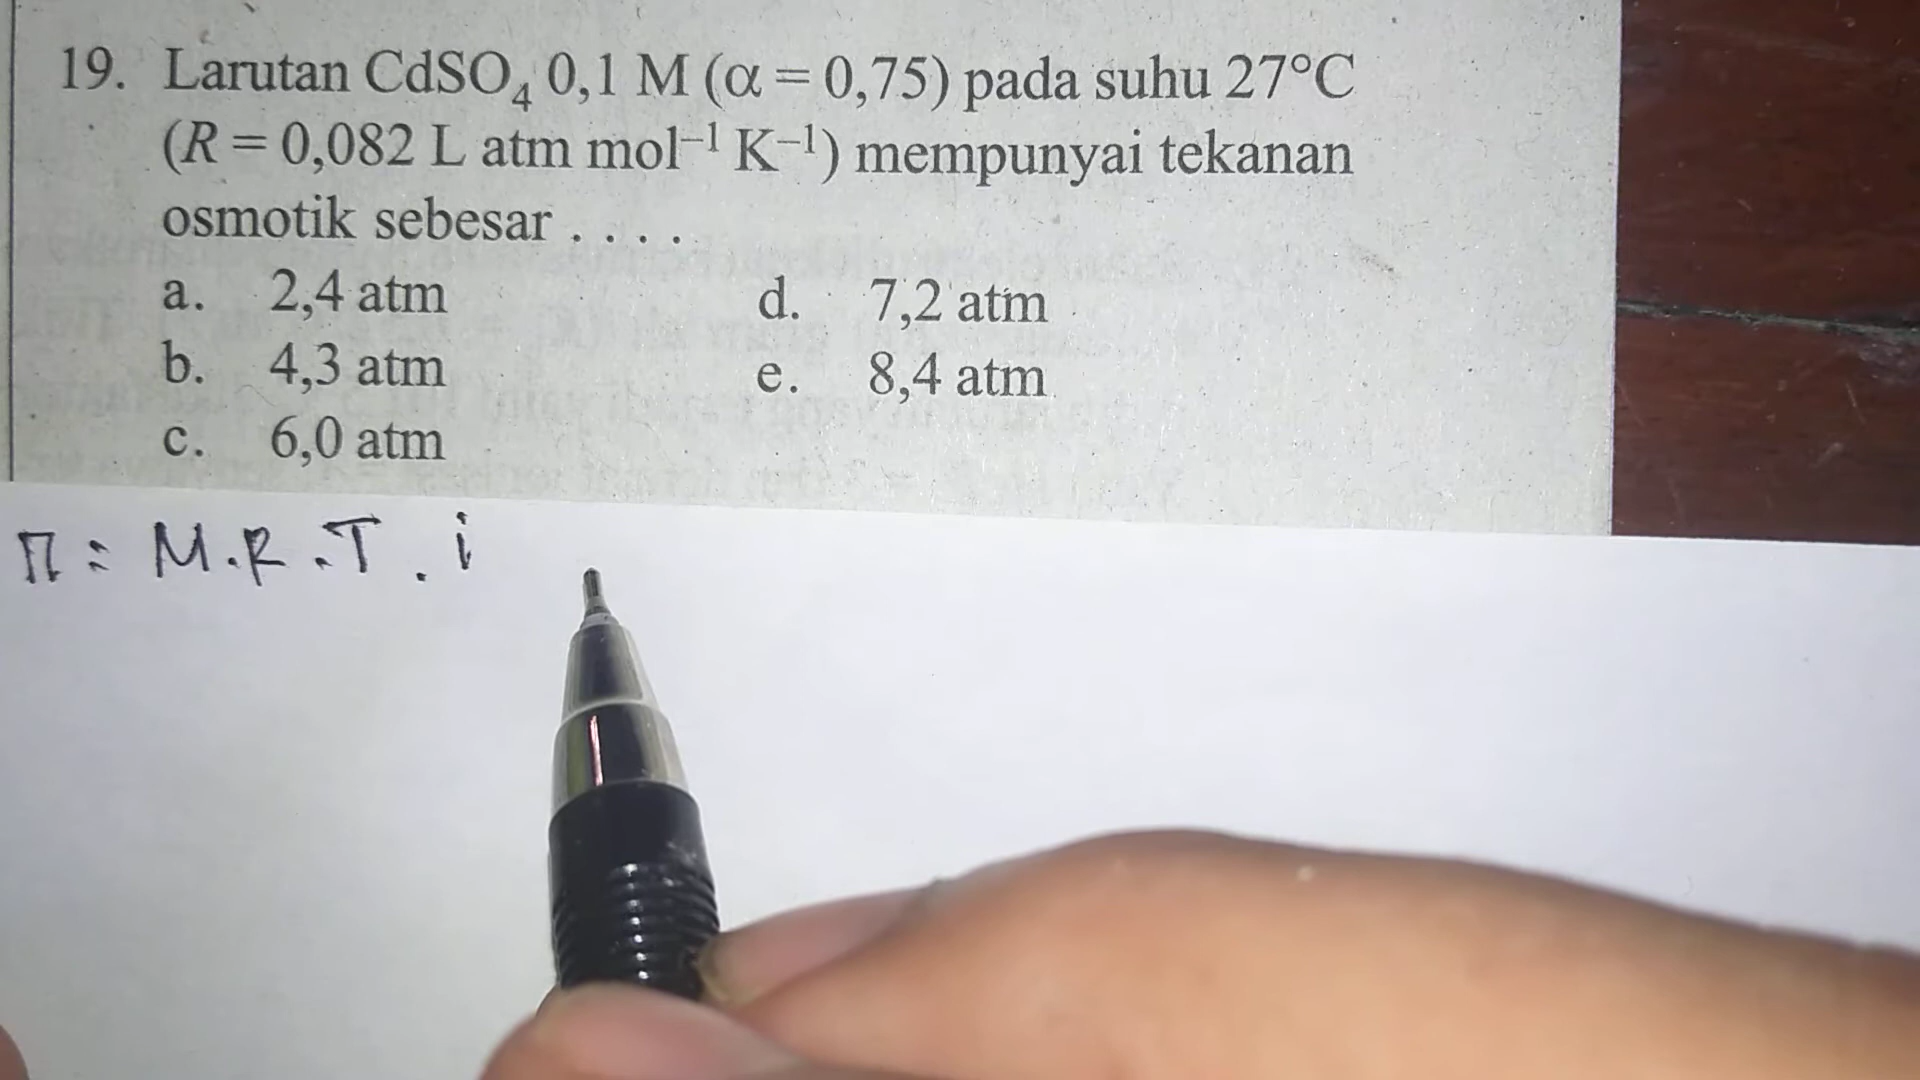 19. Larutan CdSO₄ 0,1 M (α = 0,75) pada suhu 27°C
(R = 0,082 L atm mol⁻¹ K⁻¹) mempunyai tekanan
osmotik sebesar . . . .
a. 2,4 atm
b. 4,3 atm
c. 6,0 atm
d. 7,2 atm
e. 8,4 atm
π = M.R.T.i